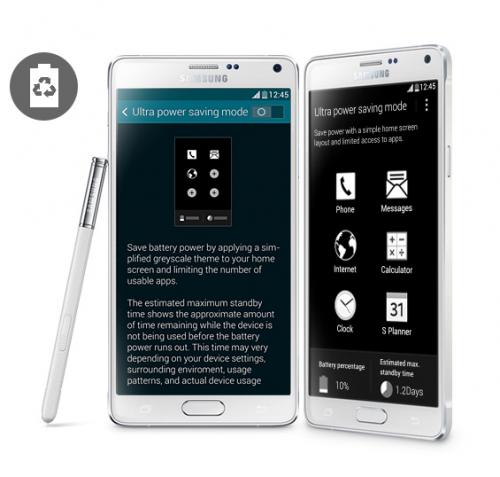 SAMSUNG
12:45
Ultra power saving mode
Save battery power by applying a sim-
plified greyscale theme to your home
screen and limiting the number of
usable apps.
The estimated maximum standby
time shows the approximate amount
of time remaining while the device is
not being used before the battery
power runs out. This time may vary
depending on your device settings,
surrounding enviroment, usage
patterns, and actual device usage
SAMSUNG
12:45
Ultra power saving mode
Save power with a simple home screen
layout and limited access to apps.
Phone
Messages
Internet
Calculator
Clock
31
S Planner
Battery percentage
10%
Estimated max.
standby time
1.2Days